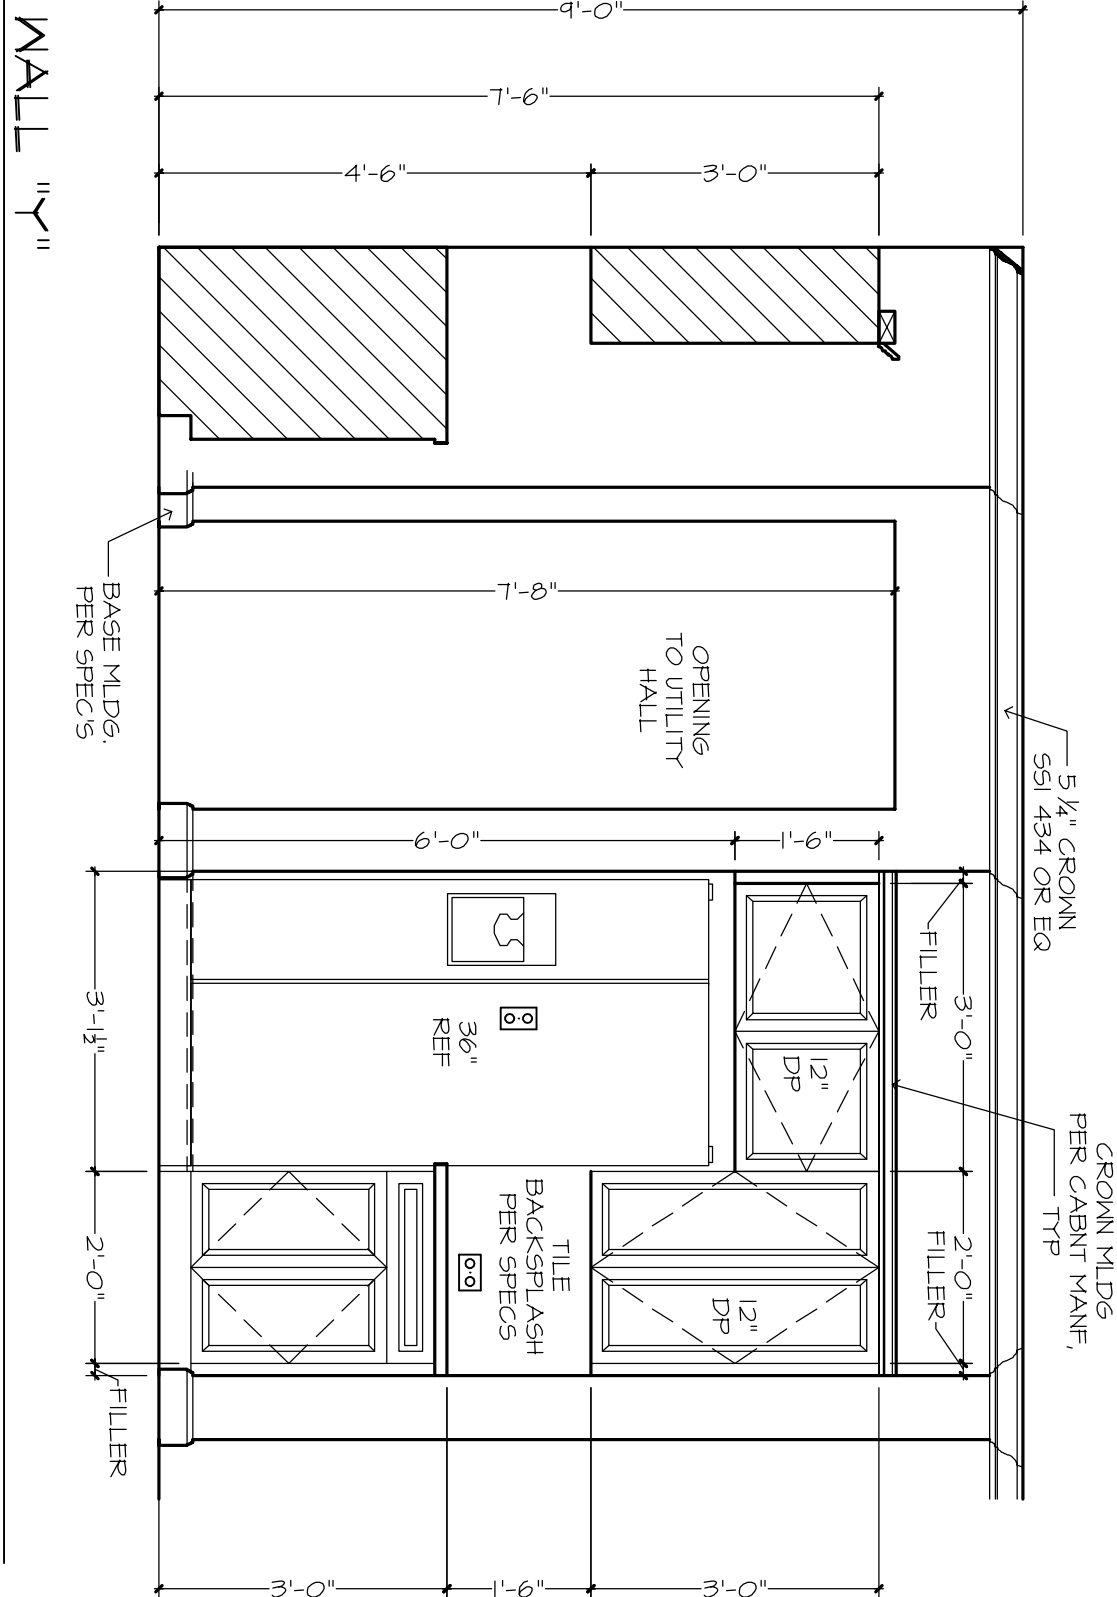 9'-0"
7'-6"
4'-6"
3'-0"
WALL "Y"
7'-8"
OPENING
TO UTILITY
HALL
BASE MLDG.
PER SPEC'S
5 1/4" CROWN
SSI 434 OR EQ
6'-0"
1'-6"
FILLER
3'-0"
3'-1 1/2"
36"
REF
12"
DP
CROWN MLDG
PER CABNT MANF,
TYP
2'-0"
FILLER
TILE
BACKSPLASH
PER SPECS
12"
DP
2'-0"
FILLER
3'-0"
1'-6"
3'-0"